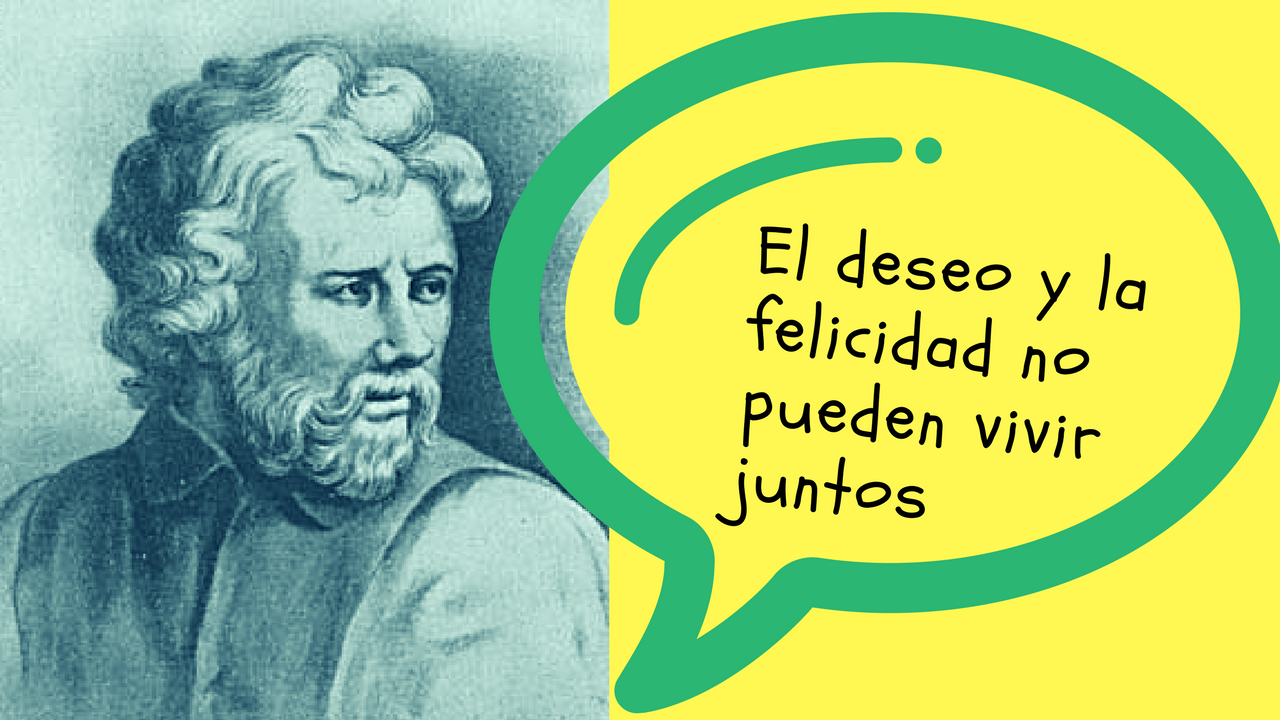 El deseo y la
felicidad no
pueden vivir
juntos